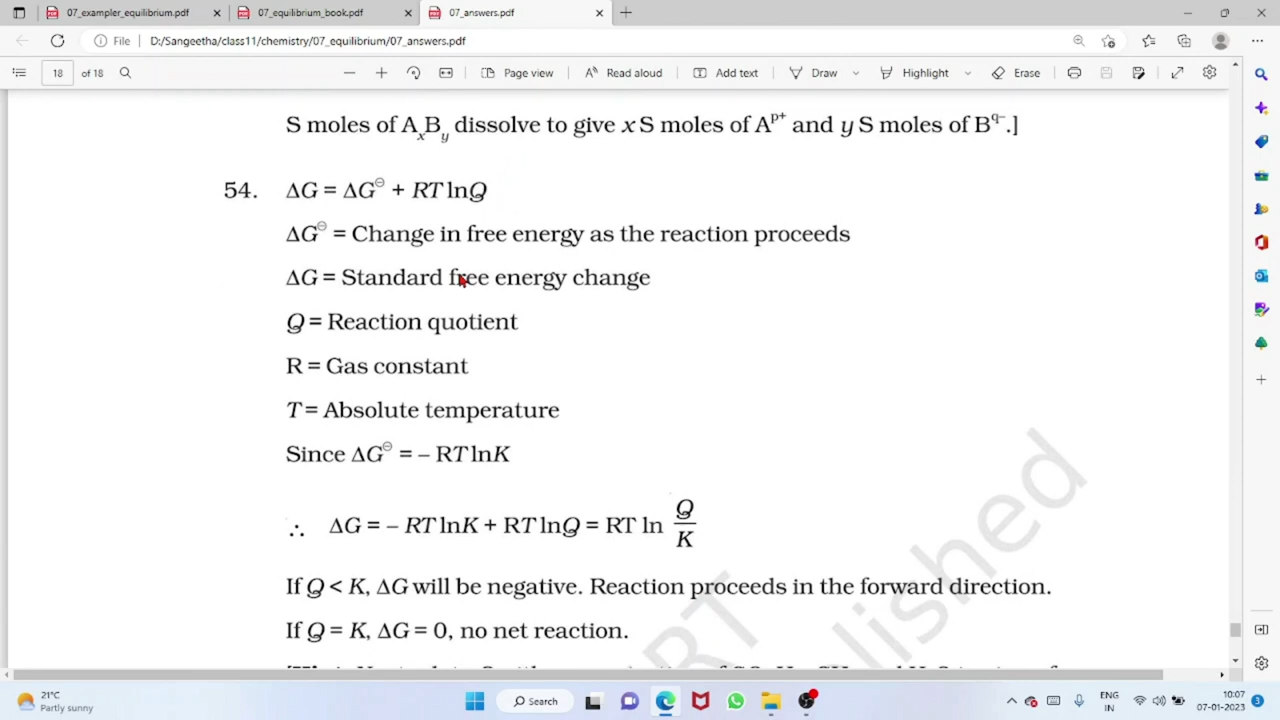 07_exampler_equilibrium.pdf
07_equilibrium_book.pdf
07_answers.pdf
File
D:/Sangeetha/class11/chemistry/07_equilibrium/07_answers.pdf
18 of 18
Page view
Read aloud
Add text
Draw
Highlight
Erase
S moles of AₓBᵧ dissolve to give x S moles of Aᵖ⁺ and y S moles of B^q–.]
54. ΔG = ΔG⊖ + RT lnQ
ΔG⊖ = Change in free energy as the reaction proceeds
ΔG = Standard free energy change
Q = Reaction quotient
R = Gas constant
T = Absolute temperature
Since ΔG⊖ = – RT lnK
∴ ΔG = – RT lnK + RT lnQ = RT ln Q/K
If Q < K, ΔG will be negative. Reaction proceeds in the forward direction.
If Q = K, ΔG = 0, no net reaction.
21°C
Partly sunny
Search
ENG
IN
10:07
07-01-2023
3